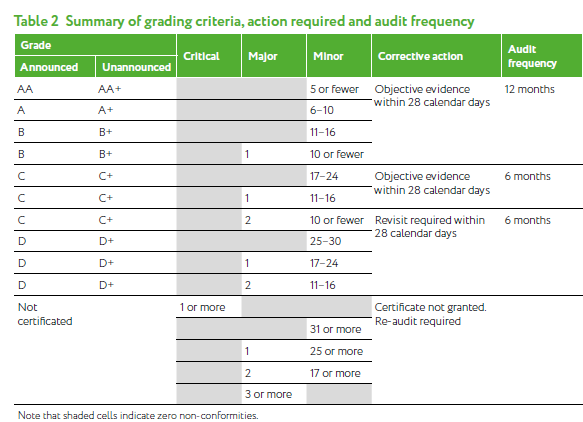 Table 2 Summary of grading criteria, action required and audit frequency
Grade
Critical Major Minor Corrective action Audit frequency
Announced Unannounced
AA AA+ 5 or fewer Objective evidence within 28 calendar days 12 months
A A+ 6–10
B B+ 11–16
B B+ 1 10 or fewer
C C+ 17–24 Objective evidence within 28 calendar days 6 months
C C+ 1 11–16
C C+ 2 10 or fewer Revisit required within 28 calendar days 6 months
D D+ 25–30
D D+ 1 17–24
D D+ 2 11–16
Not certificated 1 or more Certificate not granted. Re-audit required
31 or more
1 25 or more
2 17 or more
3 or more
Note that shaded cells indicate zero non-conformities.